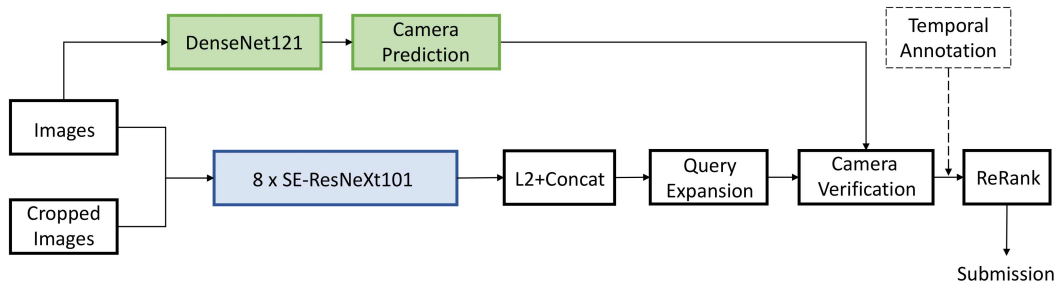 DenseNet121
Camera
Prediction
Temporal
Annotation
Images
8 x SE-ResNeXt101
L2+Concat
Query
Expansion
Camera
Verification
ReRank
Cropped
Images
Submission